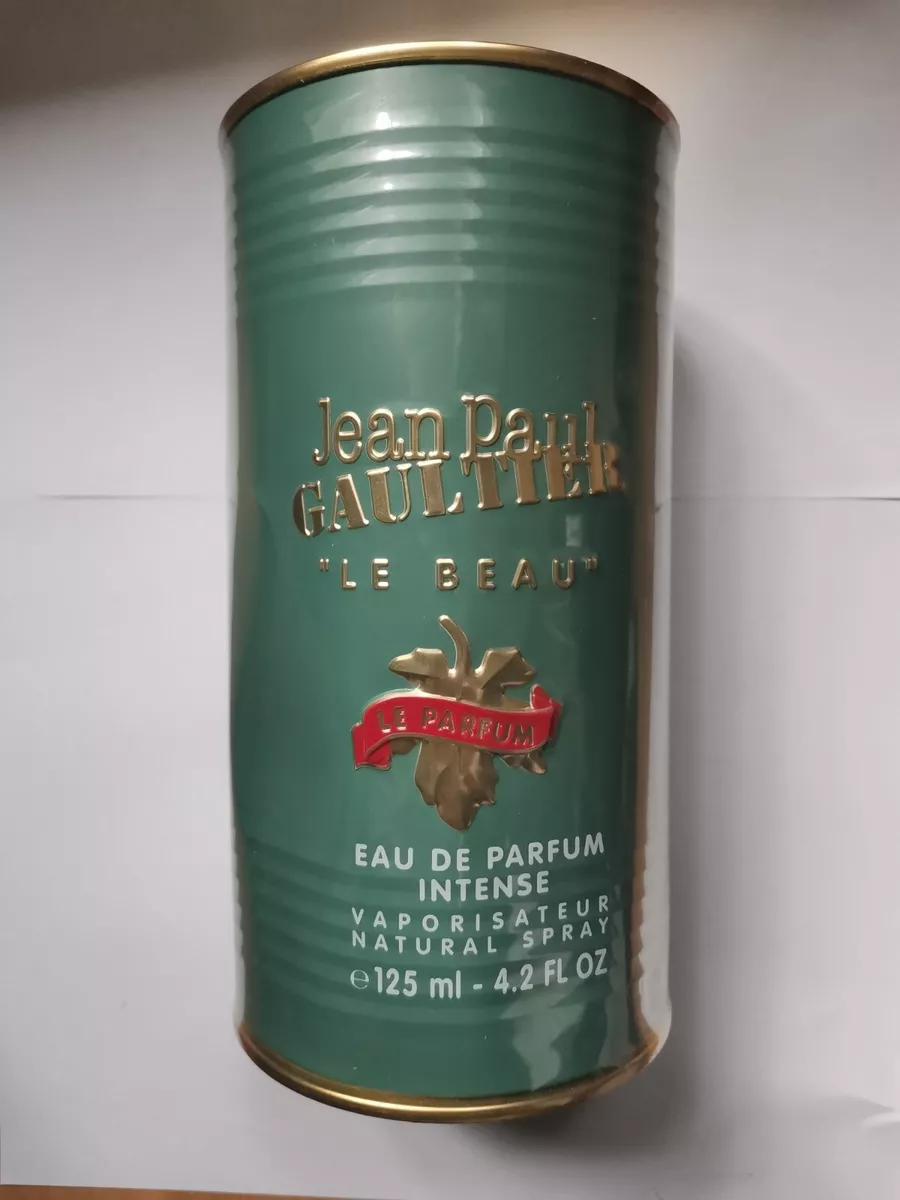 Jean Paul
GAULTIER
"LE BEAU"
LE PARFUM
EAU DE PARFUM
INTENSE
VAPORISATEUR
NATURAL SPRAY
℮125 ml - 4.2 FL OZ